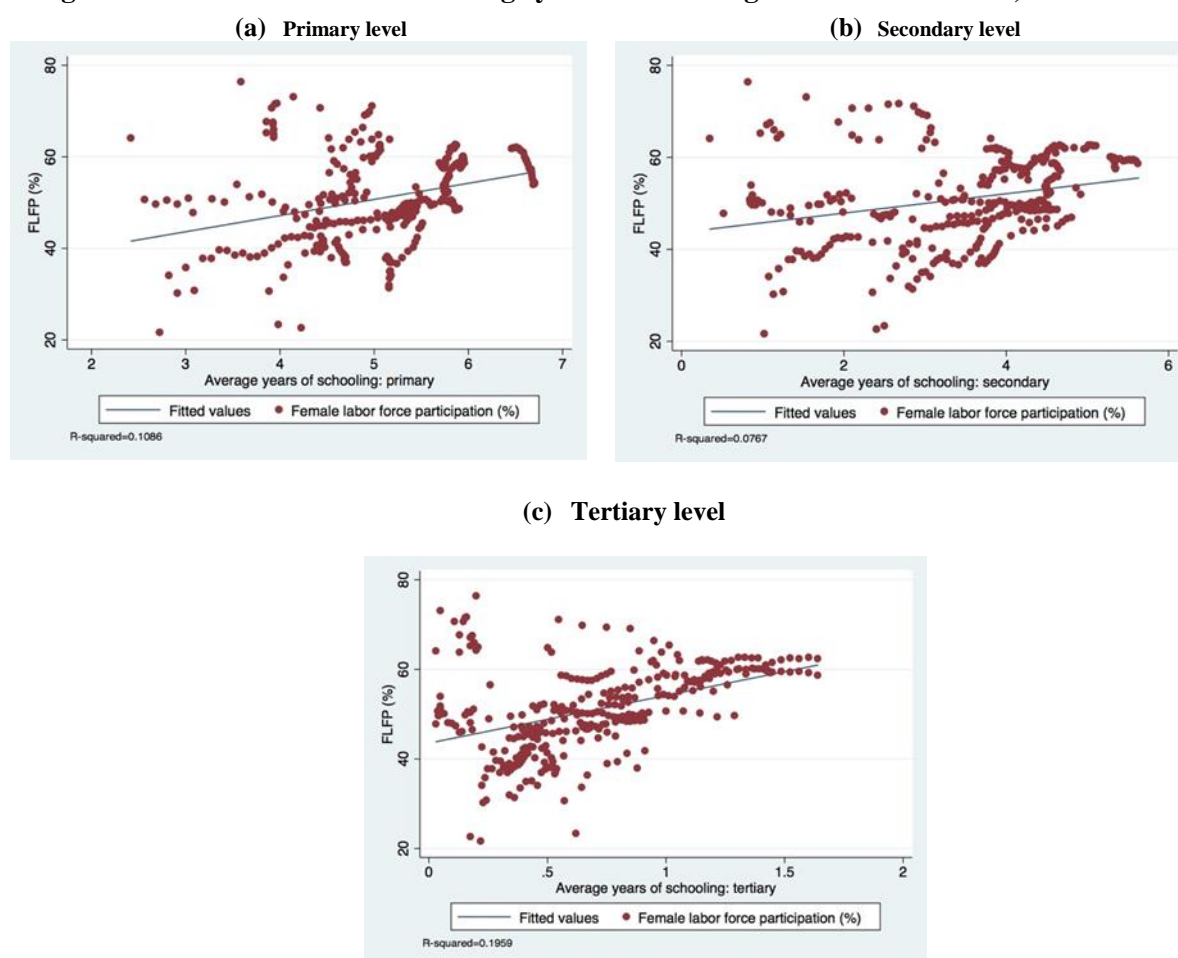 (a) Primary level
(b) Secondary level
80
60
40
20
FLFP (%)
2 3 4 5 6 7
Average years of schooling: primary
Fitted values Female labor force participation (%)
R-squared=0.1086
80
60
40
20
FLFP (%)
0 2 4 6
Average years of schooling: secondary
Fitted values Female labor force participation (%)
R-squared=0.0767
(c) Tertiary level
80
60
40
20
FLFP (%)
0 .5 1 1.5 2
Average years of schooling: tertiary
Fitted values Female labor force participation (%)
R-squared=0.1959